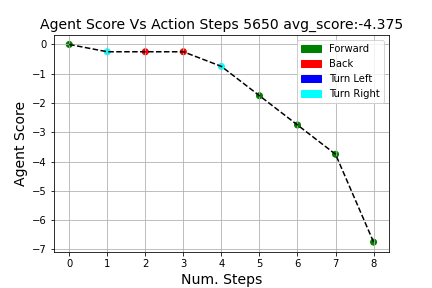 Agent Score Vs Action Steps 5650 avg_score:-4.375
Forward
Back
Turn Left
Turn Right
Agent Score
0
−1
−2
−3
−4
−5
−6
−7
0 1 2 3 4 5 6 7 8
Num. Steps